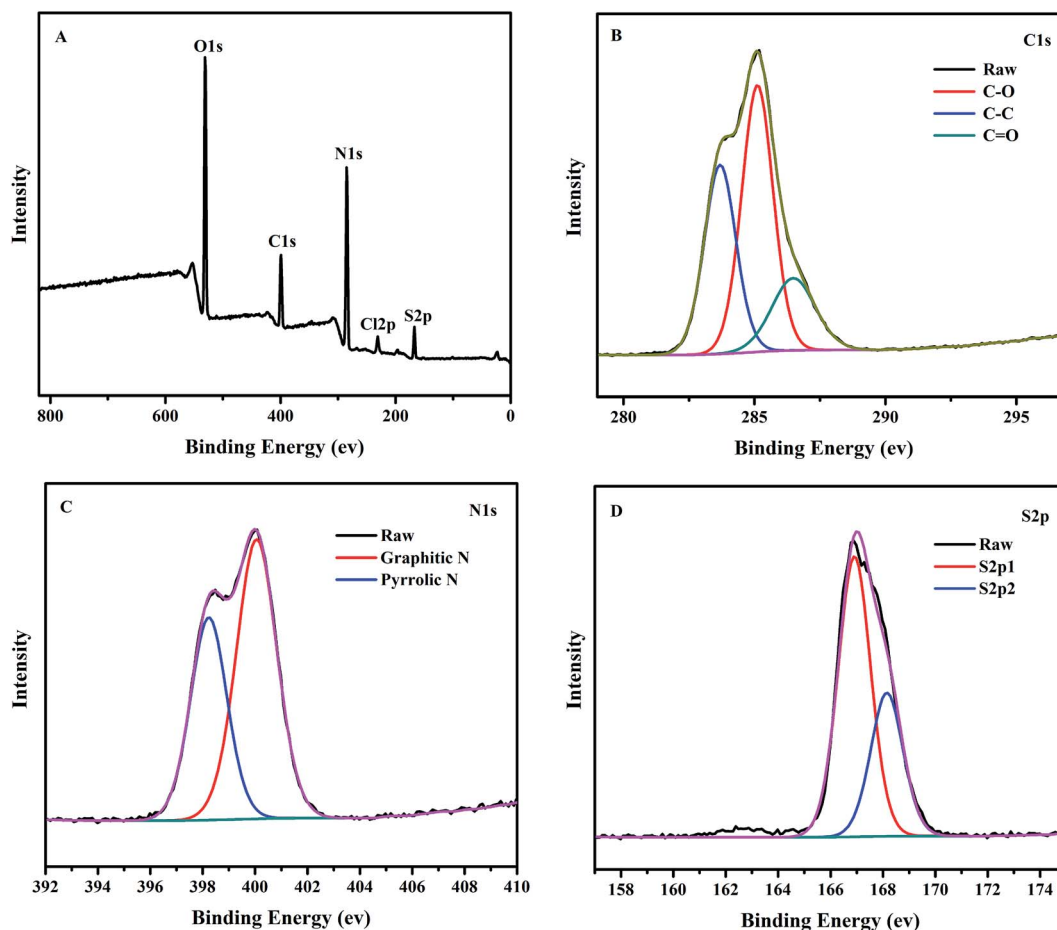 A
O1s
N1s
C1s
Cl2p
S2p
Intensity
800
600
400
200
0
Binding Energy (ev)
B
C1s
Raw
C-O
C-C
C=O
Intensity
280
285
290
295
Binding Energy (ev)
C
N1s
Raw
Graphitic N
Pyrrolic N
Intensity
392
394
396
398
400
402
404
406
408
410
Binding Energy (ev)
D
S2p
Raw
S2p1
S2p2
Intensity
158
160
162
164
166
168
170
172
174
Binding Energy (ev)